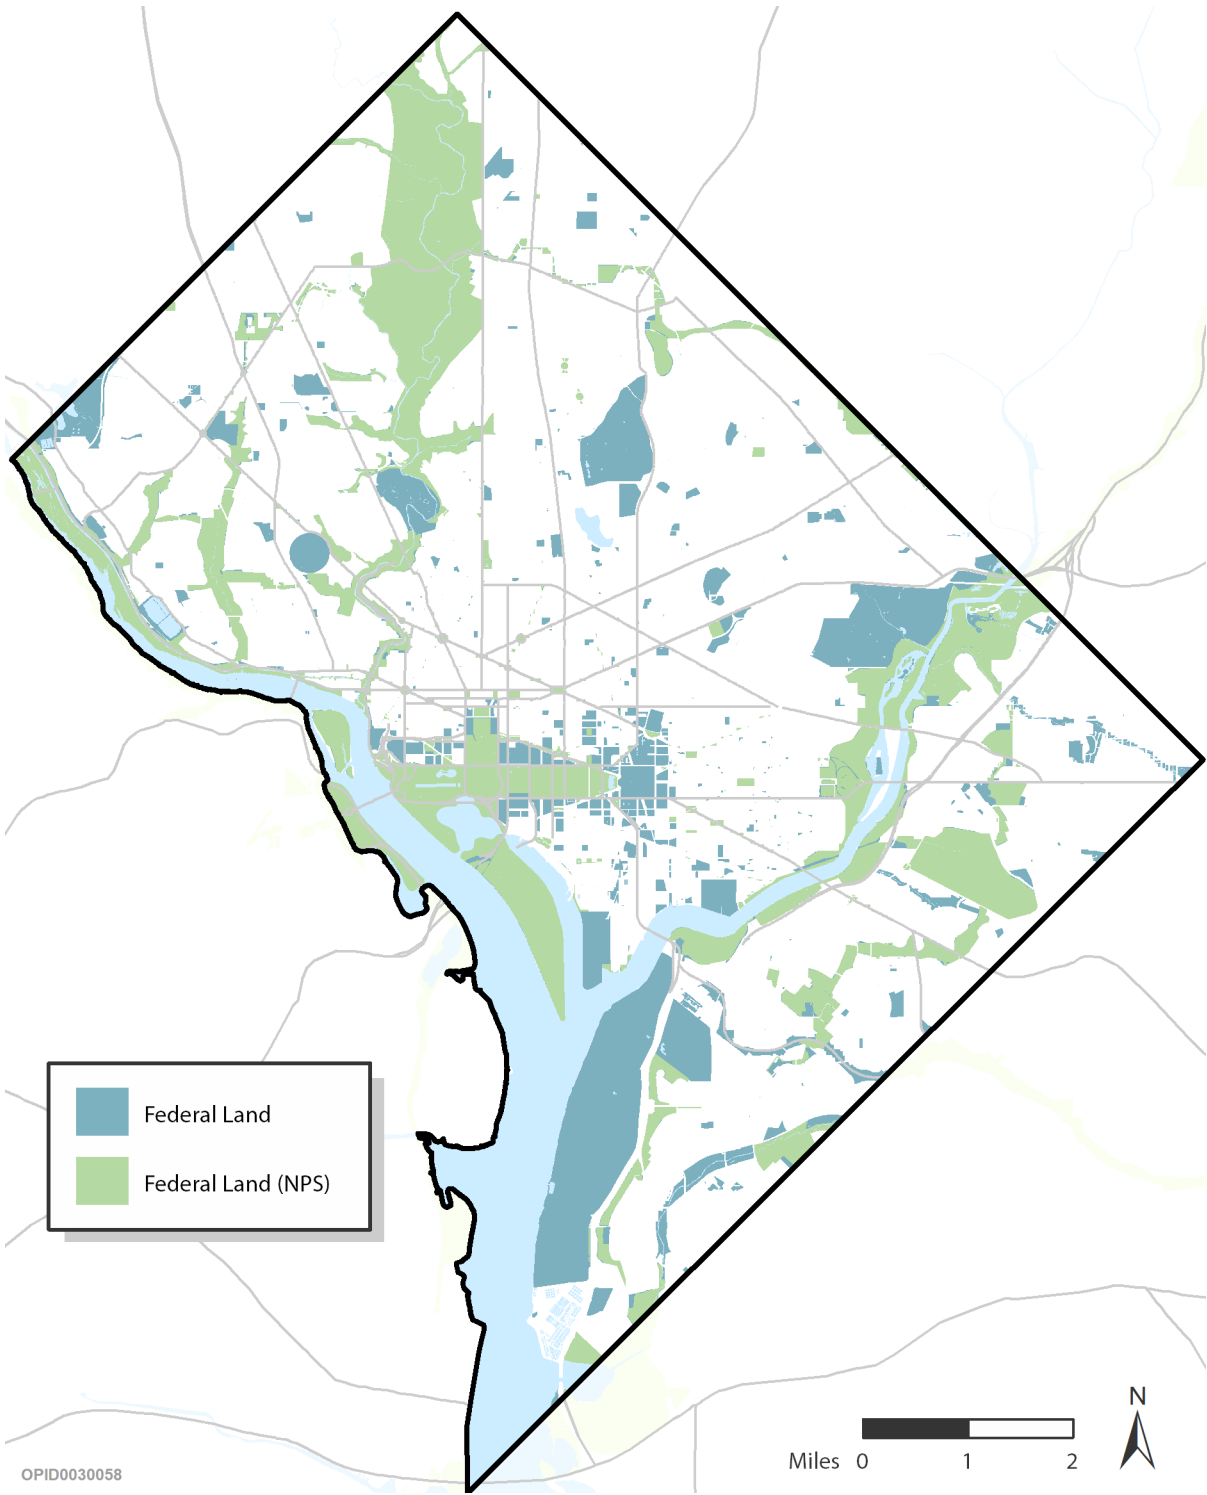 Federal Land
Federal Land (NPS)
N
Miles 0 1 2
OPID0030058